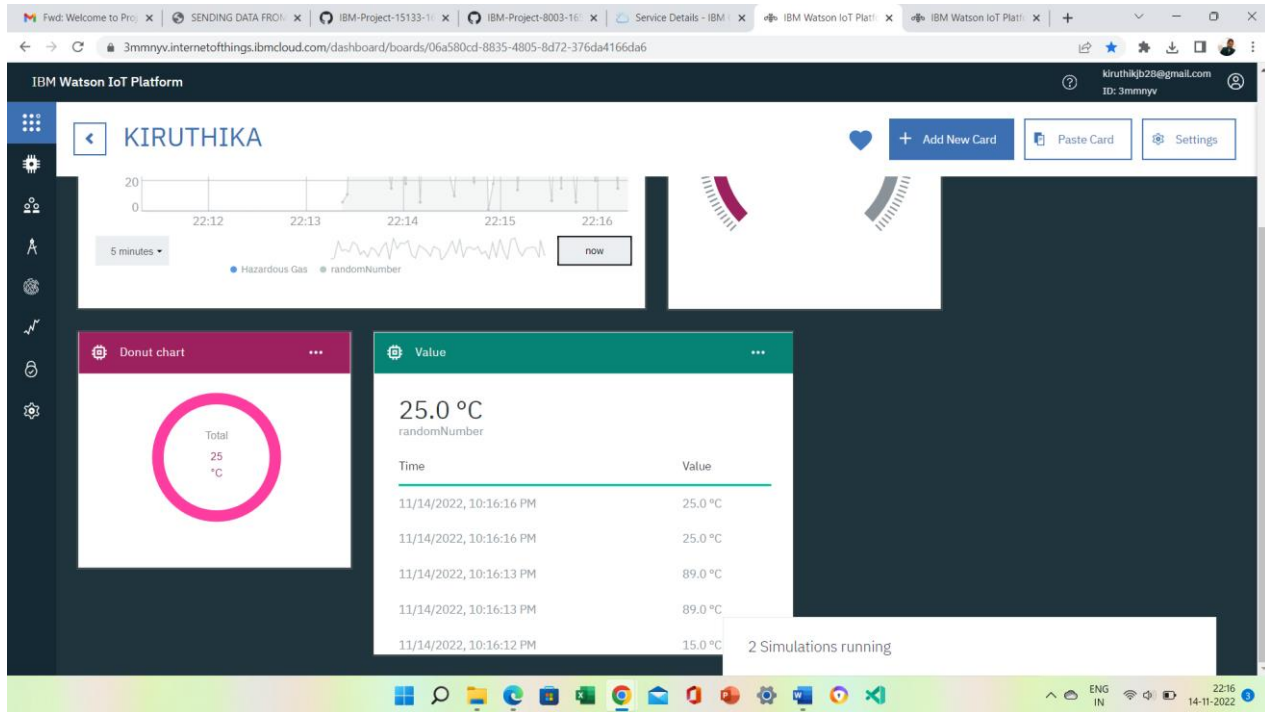 Fwd: Welcome to Proj
SENDING DATA FROM
IBM-Project-15133-16
IBM-Project-8003-165
Service Details - IBM
IBM Watson IoT Platf
IBM Watson IoT Platf
3mmnyv.internetofthings.ibmcloud.com/dashboard/boards/06a580cd-8835-4805-8d72-376da4166da6
IBM Watson IoT Platform
kiruthikjb28@gmail.com
ID: 3mmnyv
KIRUTHIKA
Add New Card
Paste Card
Settings
20
0
22:12 22:13 22:14 22:15 22:16
5 minutes
now
Hazardous Gas randomNumber
Donut chart
Total
25
°C
Value
25.0 °C
randomNumber
Time Value
11/14/2022, 10:16:16 PM 25.0 °C
11/14/2022, 10:16:16 PM 25.0 °C
11/14/2022, 10:16:13 PM 89.0 °C
11/14/2022, 10:16:13 PM 89.0 °C
11/14/2022, 10:16:12 PM 15.0 °C
2 Simulations running
ENG
IN
22:16
14-11-2022
3